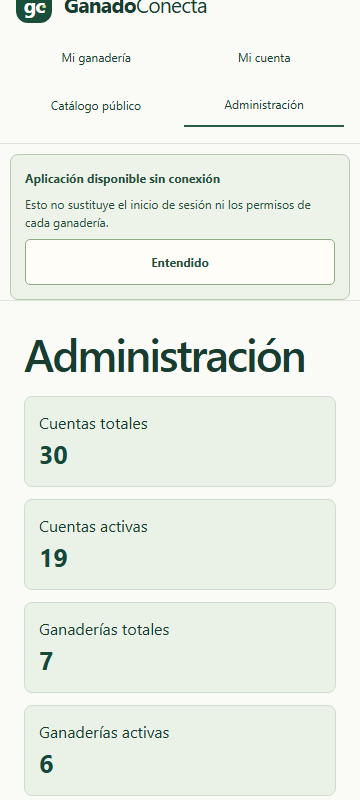 gc GanadoConecta
Mi ganadería
Mi cuenta
Catálogo público
Administración
Aplicación disponible sin conexión
Esto no sustituye el inicio de sesión ni los permisos de
cada ganadería.
Entendido
Administración
Cuentas totales
30
Cuentas activas
19
Ganaderías totales
7
Ganaderías activas
6